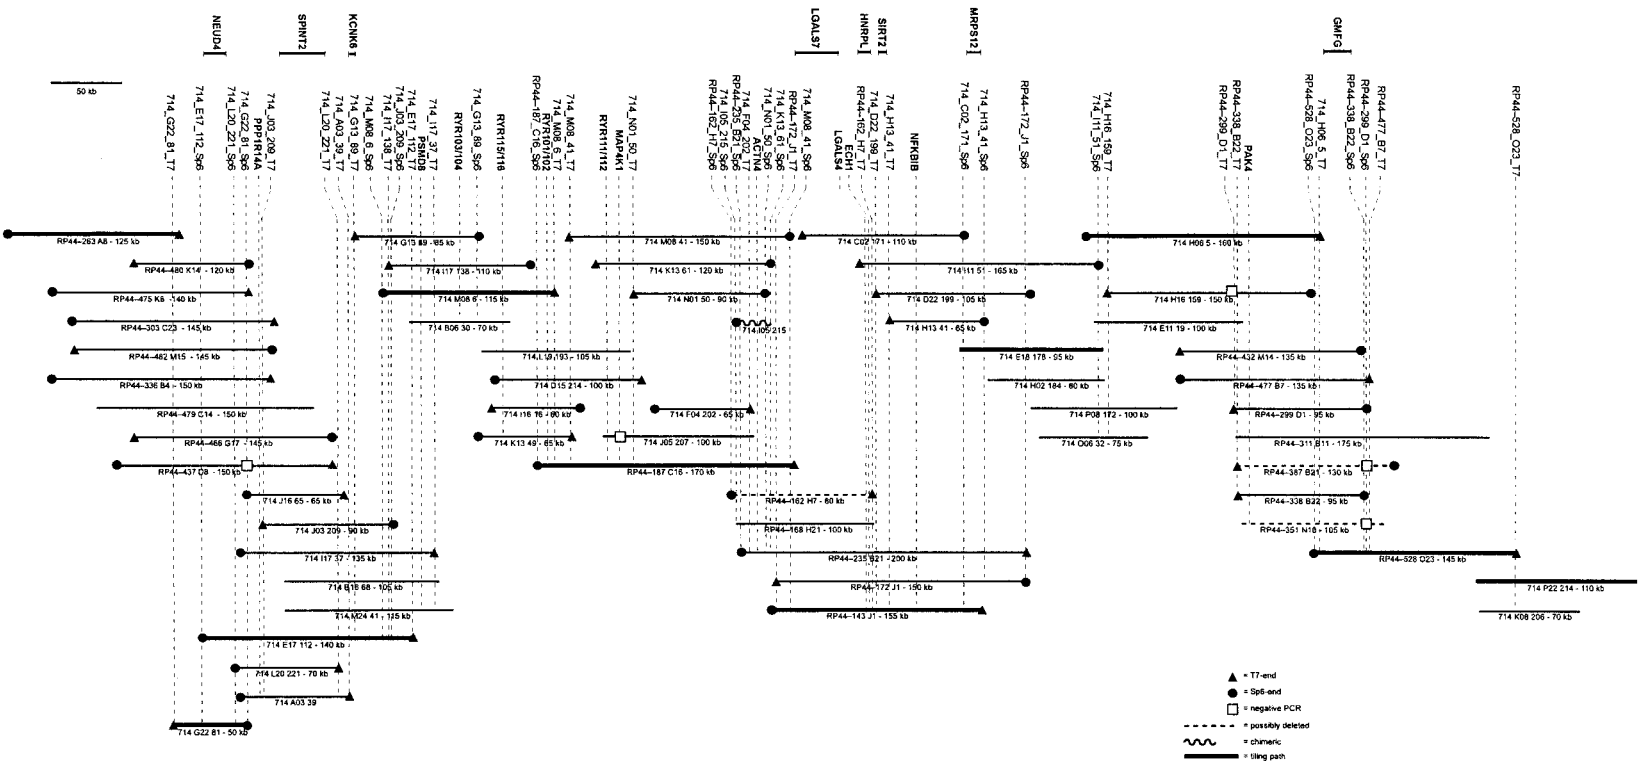 NEUD4
SPINT2
KCNK6
LGALS7
HNRPL
SIRT2
MRPS12
GMFG
50 kb
714_G22_81_T7
714_E17_112_Sp6
714_L20_221_Sp6
714_G22_81_Sp6
PPP1R14A
714_J03_209_T7
714_L20_221_T7
714_A03_39_T7
714_G13_89_T7
714_M08_6_Sp6
714_I17_138_T7
714_J03_209_Sp6
714_E17_112_T7
PSMD8
714_I17_37_T7
RYR103/104
714_G13_89_Sp6
RYR115/116
RP44-187_C16_Sp6
RYR101/102
714_M08_6_T7
714_M08_41_T7
RYR111/112
MAP4K1
714_N01_50_T7
RP44-162_H7_Sp6
714_I05_215_Sp6
RP44-235_B21_Sp6
714_F04_202_T7
ACTN4
714_N01_50_Sp6
714_K13_61_Sp6
RP44-172_J1_T7
714_M08_41_Sp6
LGALS4
ECH1
RP44-162_H7_T7
714_D22_199_T7
714_H13_41_T7
NFKBIB
714_C02_171_Sp6
714_H13_41_Sp6
RP44-172_J1_Sp6
714_I11_51_Sp6
714_H16_159_T7
RP44-299_D1_T7
RP44-338_B22_T7
PAK4
RP44-528_O23_Sp6
714_H06_5_T7
RP44-338_B22_Sp6
RP44-299_D1_Sp6
RP44-477_B7_T7
RP44-528_O23_T7
RP44-263 A8 - 125 kb
714 G13 89 - 85 kb
714 M08 41 - 150 kb
714 C02 171 - 110 kb
714 H06 5 - 160 kb
RP44-480 K14 - 120 kb
714 I17 138 - 110 kb
714 K13 61 - 120 kb
714 I11 51 - 165 kb
RP44-475 K6 - 140 kb
714 M08 6 - 115 kb
714 N01 50 - 90 kb
714 D22 199 - 105 kb
714 H16 159 - 150 kb
RP44-303 C23 - 145 kb
714 B06 30 - 70 kb
714 I05 215
714 H13 41 - 65 kb
714 E11 19 - 100 kb
RP44-482 M15 - 145 kb
714 L19 193 - 105 kb
714 E18 178 - 95 kb
RP44-432 M14 - 135 kb
RP44-336 B4 - 150 kb
714 D15 214 - 100 kb
714 H02 184 - 80 kb
RP44-477 B7 - 135 kb
RP44-479 C14 - 150 kb
714 I16 16 - 60 kb
714 F04 202 - 65 kb
714 P08 172 - 100 kb
RP44-299 D1 - 95 kb
RP44-466 G17 - 145 kb
714 K13 49 - 65 kb
714 J05 207 - 100 kb
714 O06 32 - 75 kb
RP44-311 B11 - 175 kb
RP44-437 D8 - 150 kb
RP44-187 C16 - 170 kb
RP44-387 B21 - 130 kb
714 J16 65 - 65 kb
RP44-162 H7 - 80 kb
RP44-338 B22 - 95 kb
714 J03 209 - 90 kb
RP44-168 H21 - 100 kb
RP44-351 N18 - 105 kb
714 I17 37 - 135 kb
RP44-235 B21 - 200 kb
RP44-528 O23 - 145 kb
714 B18 68 - 105 kb
RP44-172 J1 - 150 kb
714 P22 214 - 110 kb
714 M24 41 - 115 kb
RP44-143 J1 - 155 kb
714 K08 206 - 70 kb
714 E17 112 - 140 kb
714 L20 221 - 70 kb
714 A03 39
714 G22 81 - 50 kb
= T7-end
= Sp6-end
= negative PCR
= possibly deleted
= chimeric
= tiling path